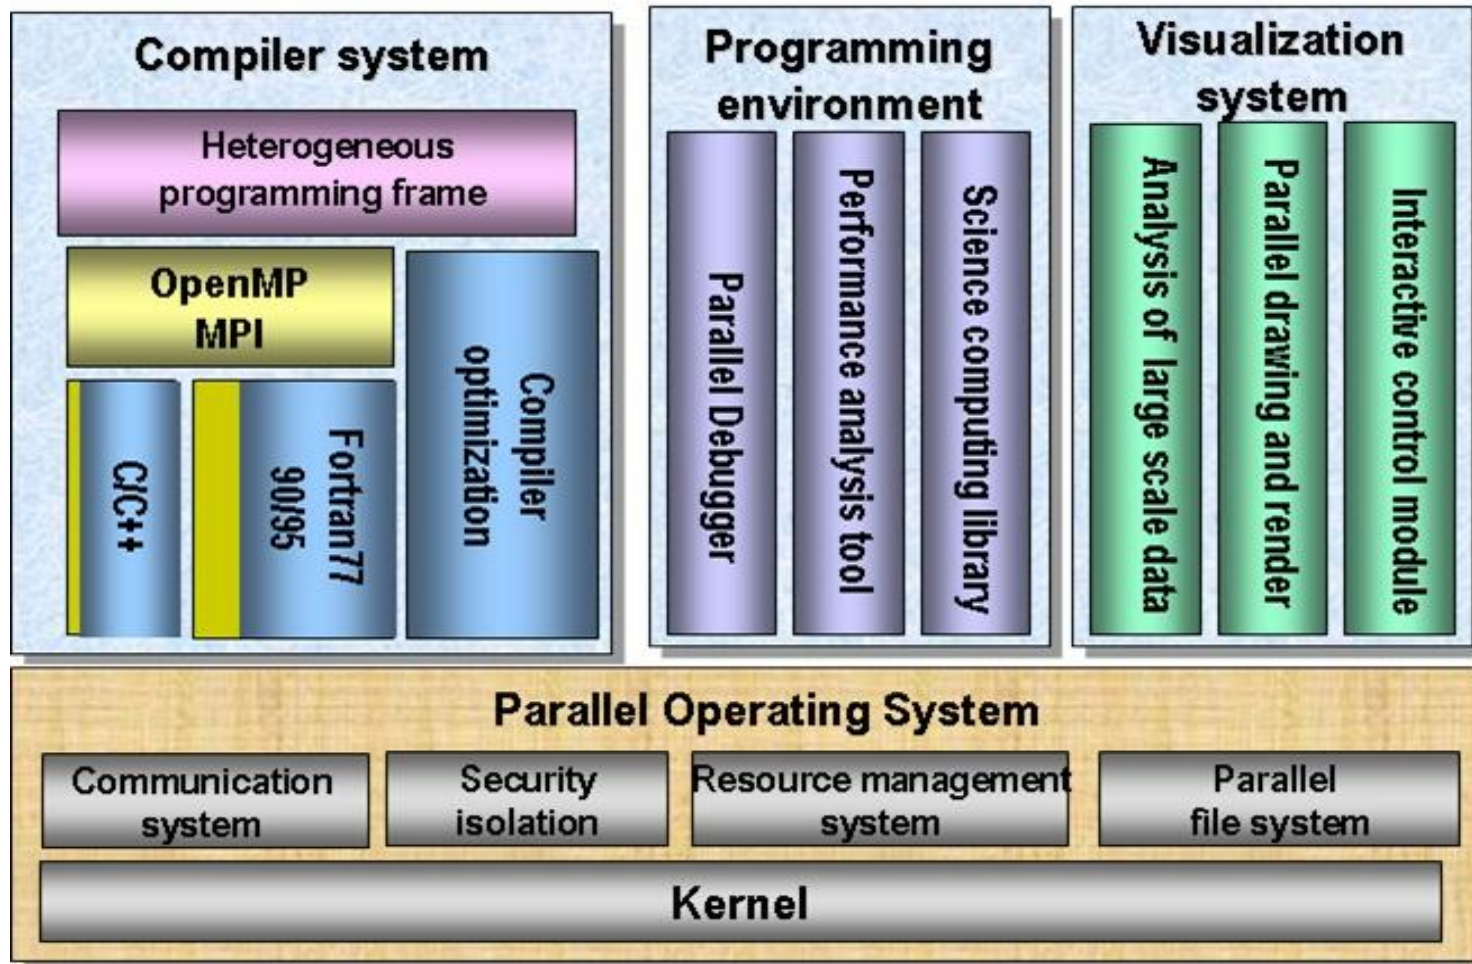 Compiler system
Heterogeneous
programming frame
OpenMP
MPI
C/C++
Fortran77
90/95
Compiler
optimization
Programming
environment
Parallel Debugger
Performance analysis tool
Science computing library
Visualization
system
Analysis of large scale data
Parallel drawing and render
Interactive control module
Parallel Operating System
Communication
system
Security
isolation
Resource management
system
Parallel
file system
Kernel